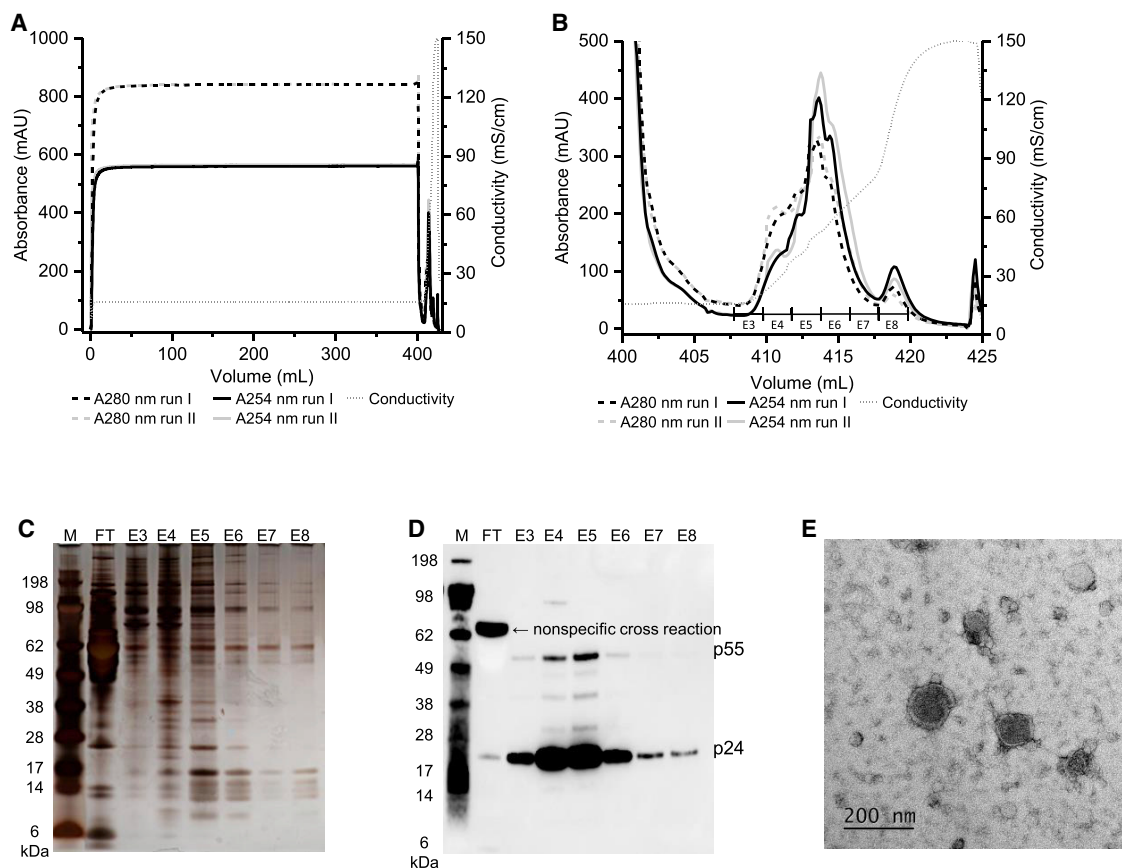 A
Absorbance (mAU)
1000
800
600
400
200
0
150
120
90
60
30
0
Conductivity (mS/cm)
0 100 200 300 400
Volume (mL)
A280 nm run I A254 nm run I Conductivity
A280 nm run II A254 nm run II
B
Absorbance (mAU)
500
400
300
200
100
0
150
120
90
60
30
0
Conductivity (mS/cm)
E3 E4 E5 E6 E7 E8
400 405 410 415 420 425
Volume (mL)
A280 nm run I A254 nm run I Conductivity
A280 nm run II A254 nm run II
C
M FT E3 E4 E5 E6 E7 E8
198
98
62
49
38
28
17
14
6
kDa
D
M FT E3 E4 E5 E6 E7 E8
198
98
62
49
38
28
17
14
6
kDa
← nonspecific cross reaction
p55
p24
E
200 nm